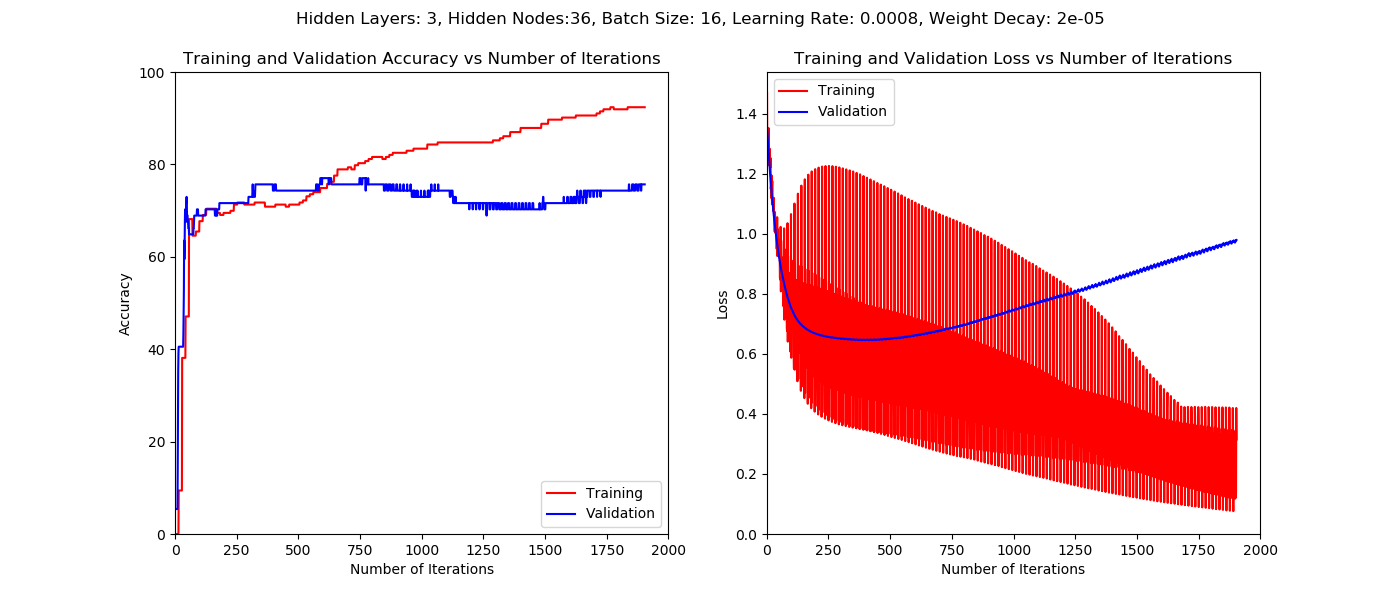 Hidden Layers: 3, Hidden Nodes:36, Batch Size: 16, Learning Rate: 0.0008, Weight Decay: 2e-05
Training and Validation Accuracy vs Number of Iterations
100
80
60
40
20
0
Accuracy
0 250 500 750 1000 1250 1500 1750 2000
Number of Iterations
Training
Validation
Training and Validation Loss vs Number of Iterations
Training
Validation
1.4
1.2
1.0
0.8
0.6
0.4
0.2
0.0
Loss
0 250 500 750 1000 1250 1500 1750 2000
Number of Iterations